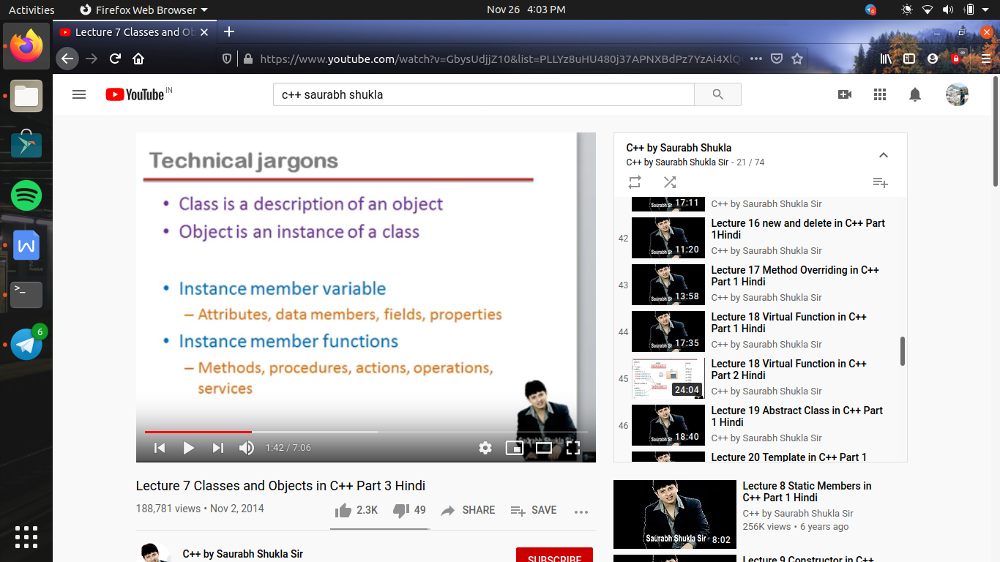 Activities Firefox Web Browser Nov 26 4:03 PM
Lecture 7 Classes and Ob
https://www.youtube.com/watch?v=GbysUdjjZ10&list=PLLYz8uHU480j37APNXBdPz7YzAi4XlQ
YouTube IN
c++ saurabh shukla
Technical jargons
• Class is a description of an object
• Object is an instance of a class
• Instance member variable
– Attributes, data members, fields, properties
• Instance member functions
– Methods, procedures, actions, operations,
services
Saurabh Shukla Sir
1:42 / 7:06
Lecture 7 Classes and Objects in C++ Part 3 Hindi
188,781 views • Nov 2, 2014
2.3K 49 SHARE SAVE
C++ by Saurabh Shukla Sir
SUBSCRIBE
C++ by Saurabh Shukla
C++ by Saurabh Shukla Sir - 21 / 74
17:11
C++ by Saurabh Shukla Sir
42
11:20
Lecture 16 new and delete in C++ Part
1Hindi
C++ by Saurabh Shukla Sir
43
13:58
Lecture 17 Method Overriding in C++
Part 1 Hindi
C++ by Saurabh Shukla Sir
44
17:35
Lecture 18 Virtual Function in C++
Part 1 Hindi
C++ by Saurabh Shukla Sir
45
24:04
Lecture 18 Virtual Function in C++
Part 2 Hindi
C++ by Saurabh Shukla Sir
46
18:40
Lecture 19 Abstract Class in C++ Part
1 Hindi
C++ by Saurabh Shukla Sir
Lecture 20 Template in C++ Part 1
Saurabh Shukla Sir
8:02
Lecture 8 Static Members in
C++ Part 1 Hindi
C++ by Saurabh Shukla Sir
256K views • 6 years ago
Lecture 9 Constructor in C++
6